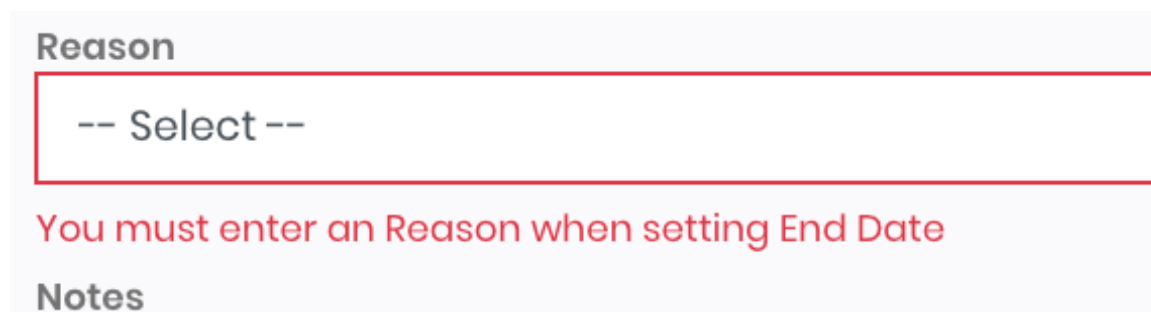 Reason
-- Select --
You must enter an Reason when setting End Date
Notes